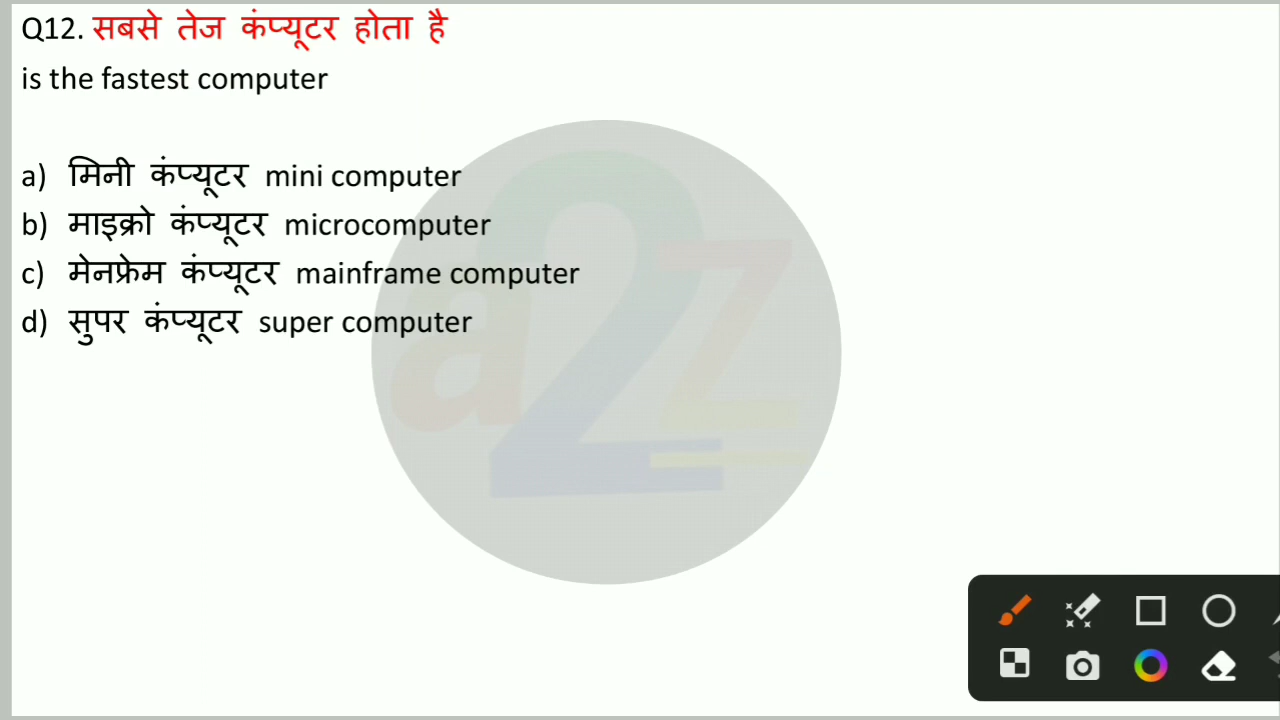 Q12. सबसे तेज कंप्यूटर होता है
is the fastest computer
a) मिनी कंप्यूटर mini computer
b) माइक्रो कंप्यूटर microcomputer
c) मेनफ्रेम कंप्यूटर mainframe computer
d) सुपर कंप्यूटर super computer
a2z